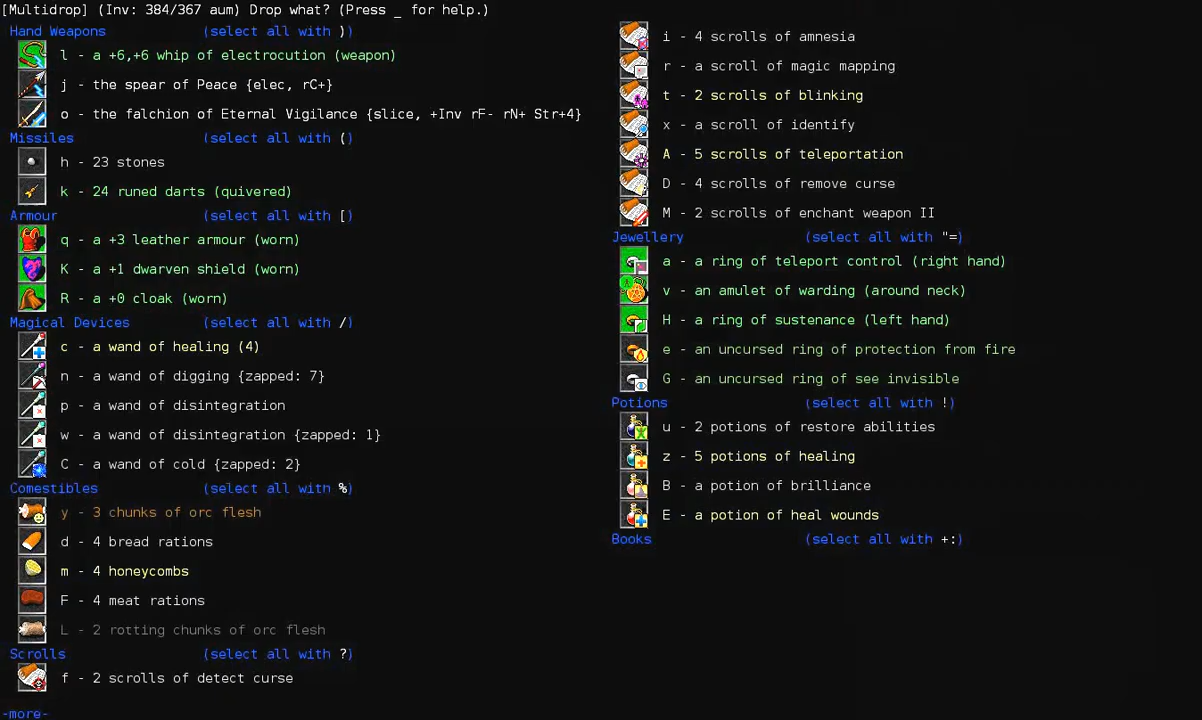 [Multidrop] (Inv: 384/367 aum) Drop what? (Press _ for help.)
Hand Weapons (select all with ))
l - a +6,+6 whip of electrocution (weapon)
j - the spear of Peace {elec, rC+}
o - the falchion of Eternal Vigilance {slice, +Inv rF- rN+ Str+4}
Missiles (select all with ()
h - 23 stones
k - 24 runed darts (quivered)
Armour (select all with [)
q - a +3 leather armour (worn)
K - a +1 dwarven shield (worn)
R - a +0 cloak (worn)
Magical Devices (select all with /)
c - a wand of healing (4)
n - a wand of digging {zapped: 7}
p - a wand of disintegration
w - a wand of disintegration {zapped: 1}
C - a wand of cold {zapped: 2}
Comestibles (select all with %)
y - 3 chunks of orc flesh
d - 4 bread rations
m - 4 honeycombs
F - 4 meat rations
L - 2 rotting chunks of orc flesh
Scrolls (select all with ?)
f - 2 scrolls of detect curse
i - 4 scrolls of amnesia
r - a scroll of magic mapping
t - 2 scrolls of blinking
x - a scroll of identify
A - 5 scrolls of teleportation
D - 4 scrolls of remove curse
M - 2 scrolls of enchant weapon II
Jewellery (select all with "=)
a - a ring of teleport control (right hand)
v - an amulet of warding (around neck)
H - a ring of sustenance (left hand)
e - an uncursed ring of protection from fire
G - an uncursed ring of see invisible
Potions (select all with !)
u - 2 potions of restore abilities
z - 5 potions of healing
B - a potion of brilliance
E - a potion of heal wounds
Books (select all with +:)
-more-